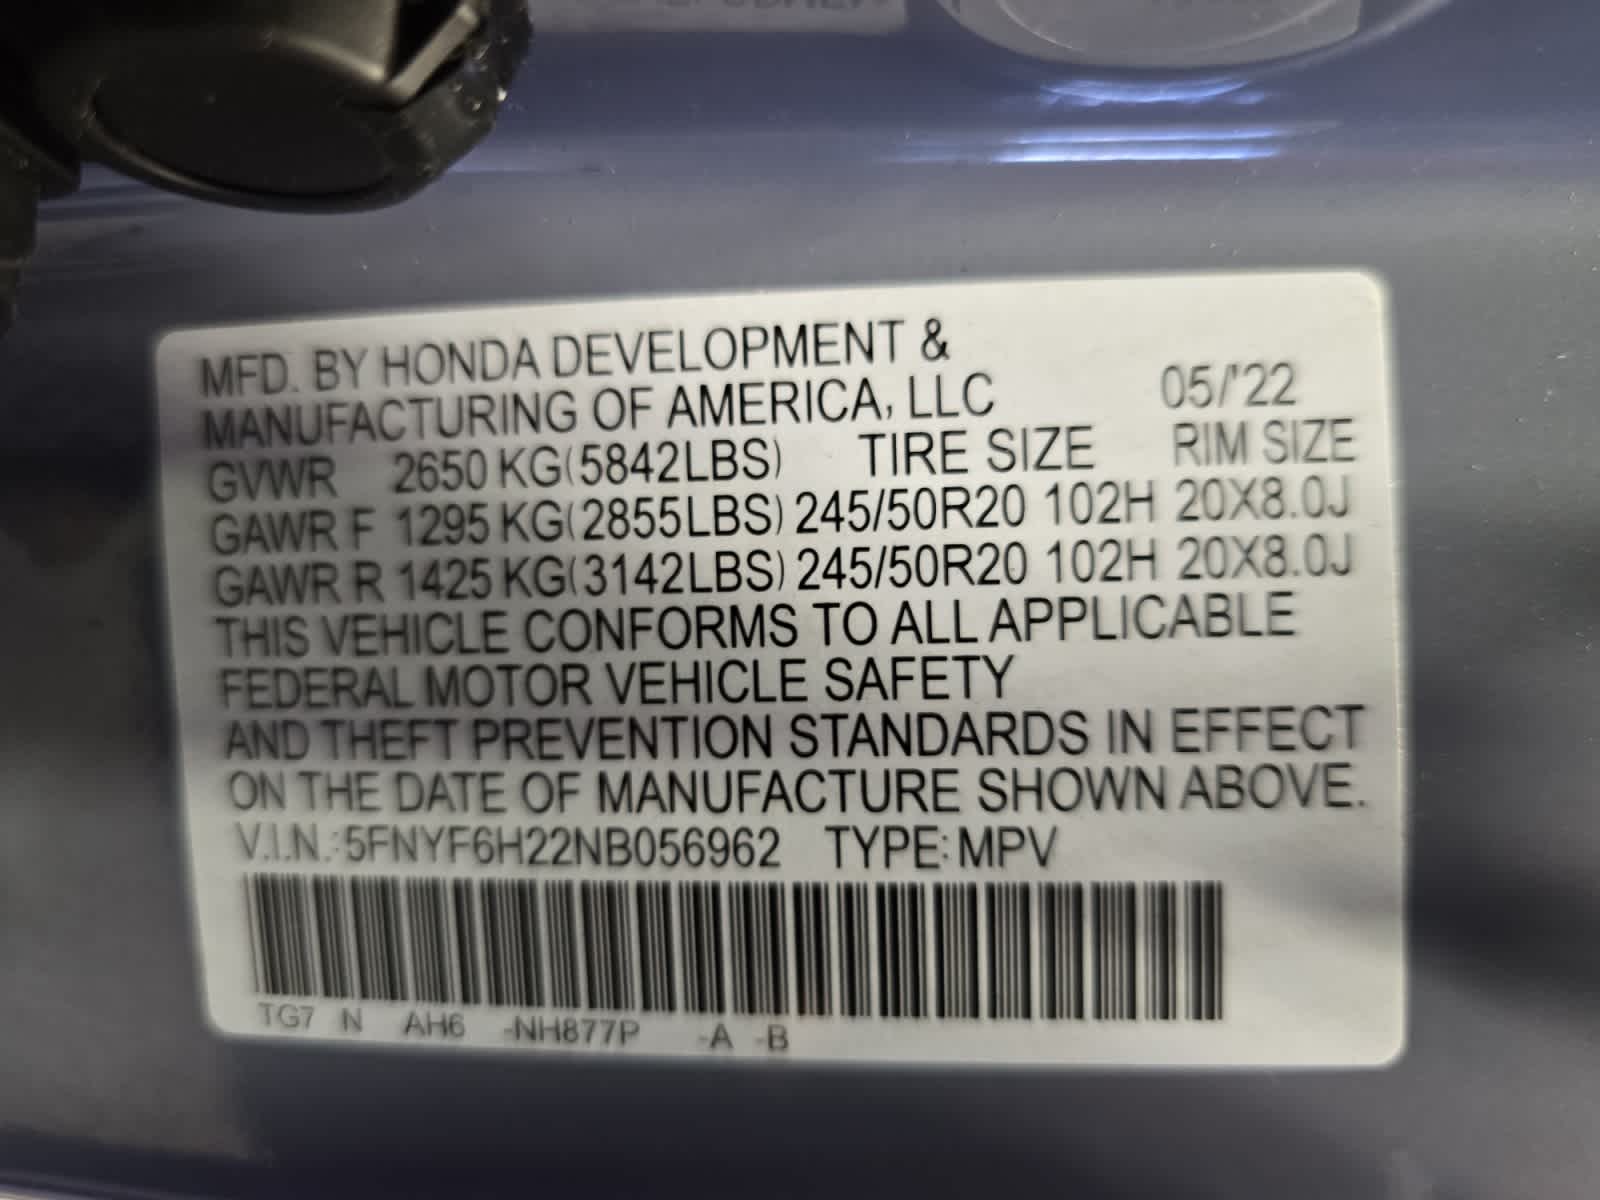 MFD. BY HONDA DEVELOPMENT &
MANUFACTURING OF AMERICA, LLC 05/'22
GVWR 2650 KG(5842LBS) TIRE SIZE RIM SIZE
GAWR F 1295 KG(2855LBS) 245/50R20 102H 20X8.0J
GAWR R 1425 KG(3142LBS) 245/50R20 102H 20X8.0J
THIS VEHICLE CONFORMS TO ALL APPLICABLE
FEDERAL MOTOR VEHICLE SAFETY
AND THEFT PREVENTION STANDARDS IN EFFECT
ON THE DATE OF MANUFACTURE SHOWN ABOVE.
V.I.N.:5FNYF6H22NB056962 TYPE:MPV
TG7 N AH6 -NH877P -A -B